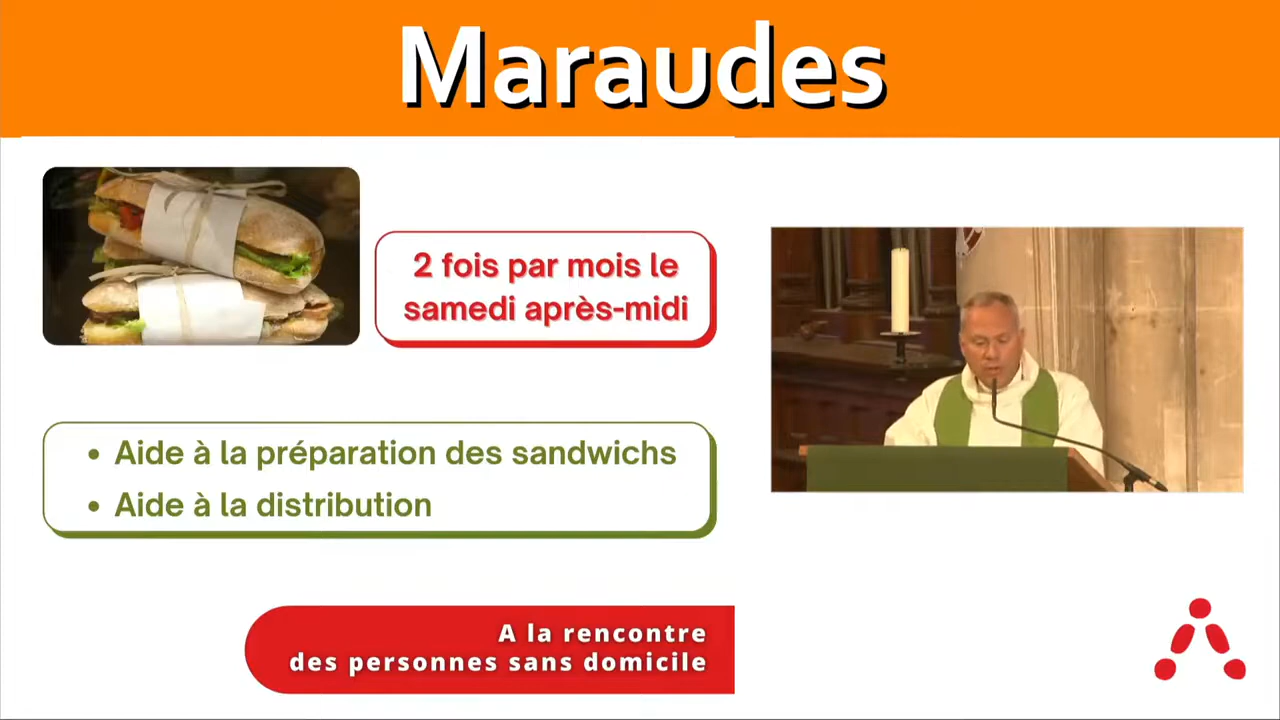 Maraudes
2 fois par mois le
samedi après-midi
• Aide à la préparation des sandwichs
• Aide à la distribution
A la rencontre
des personnes sans domicile